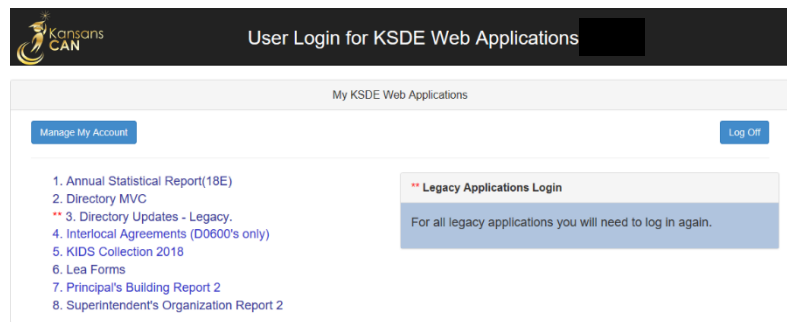 Kansans
CAN
User Login for KSDE Web Applications
My KSDE Web Applications
Manage My Account
Log Off
1. Annual Statistical Report(18E)
2. Directory MVC
** 3. Directory Updates - Legacy.
4. Interlocal Agreements (D0600's only)
5. KIDS Collection 2018
6. Lea Forms
7. Principal's Building Report 2
8. Superintendent's Organization Report 2
** Legacy Applications Login
For all legacy applications you will need to log in again.